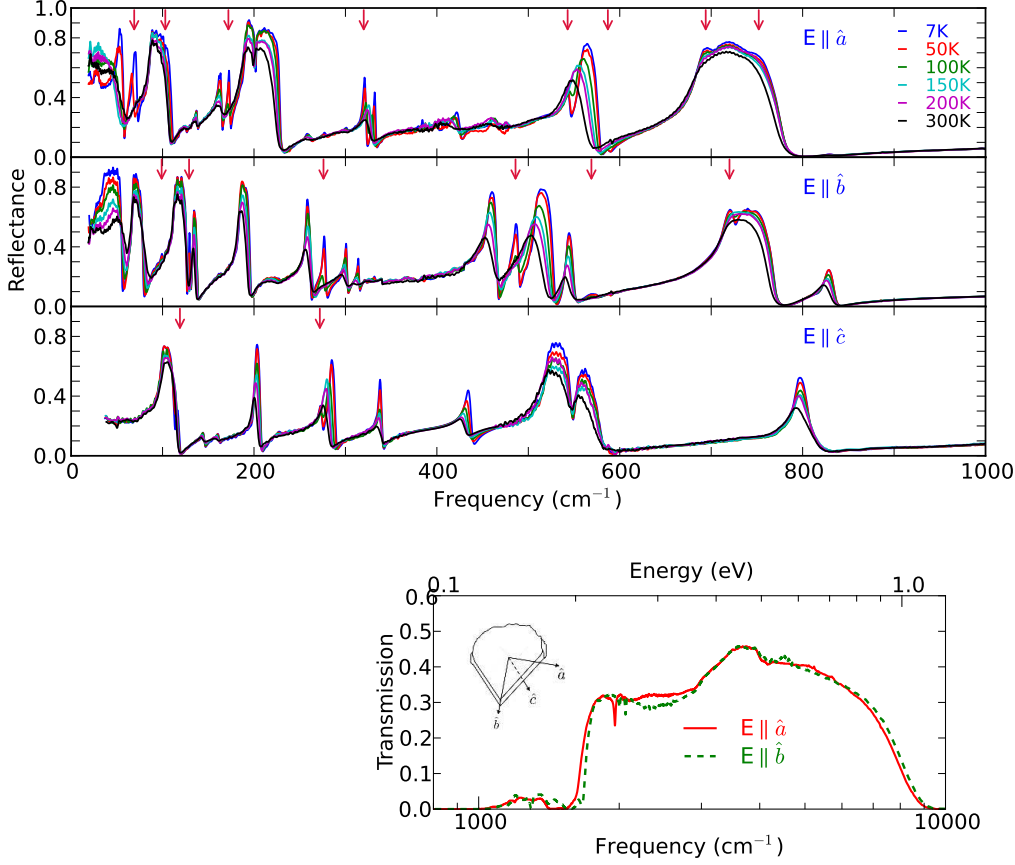 1.0
0.8
0.4
0.0
E ∥ â
7K
50K
100K
150K
200K
300K
0.8
0.4
0.0
E ∥ b̂
Reflectance
0.8
0.4
0.0
E ∥ ĉ
0 200 400 600 800 1000
Frequency (cm⁻¹)
Energy (eV)
0.1 1.0
0.6
0.5
0.4
0.3
0.2
0.1
0.0
Transmission
â
ĉ
b̂
E ∥ â
E ∥ b̂
1000 10000
Frequency (cm⁻¹)